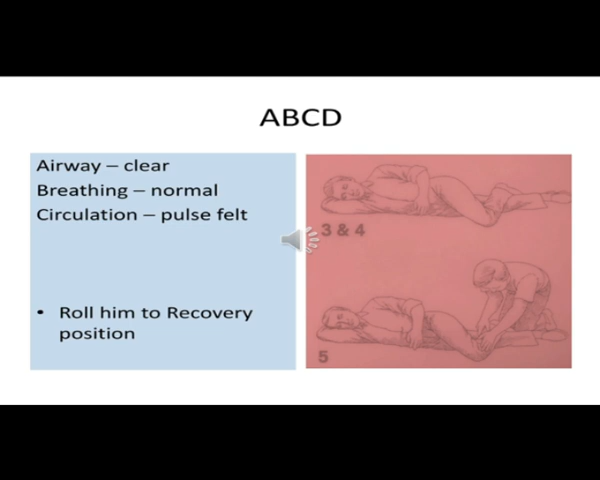 ABCD
Airway – clear
Breathing – normal
Circulation – pulse felt
• Roll him to Recovery
position
3 & 4
5